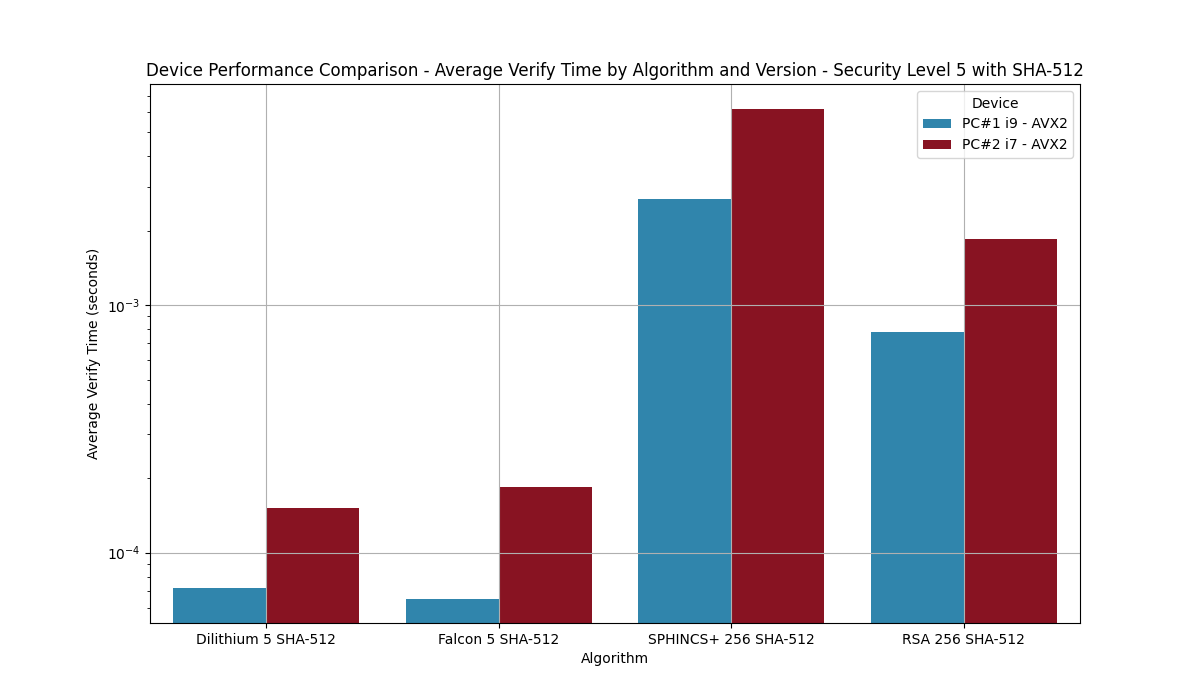 Device Performance Comparison - Average Verify Time by Algorithm and Version - Security Level 5 with SHA-512
Device
PC#1 i9 - AVX2
PC#2 i7 - AVX2
Average Verify Time (seconds)
10⁻³
10⁻⁴
Dilithium 5 SHA-512
Falcon 5 SHA-512
SPHINCS+ 256 SHA-512
RSA 256 SHA-512
Algorithm